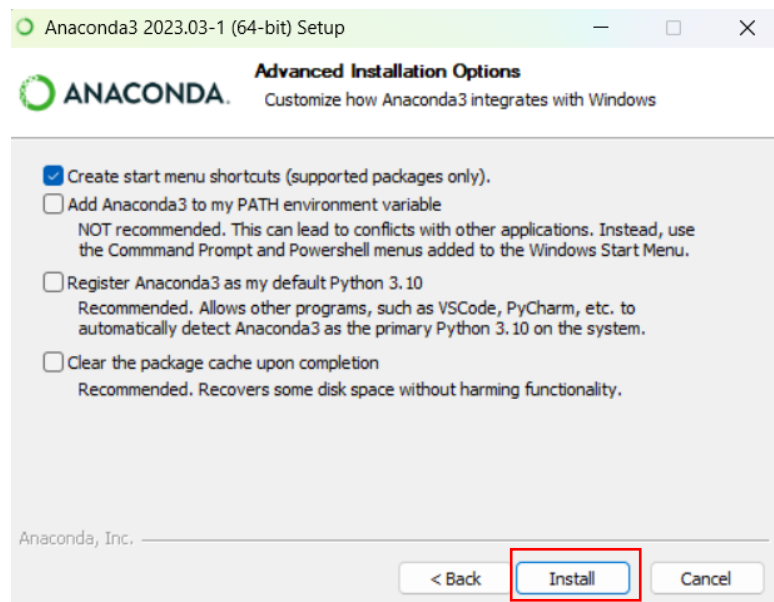 Anaconda3 2023.03-1 (64-bit) Setup
ANACONDA.
Advanced Installation Options
Customize how Anaconda3 integrates with Windows
Create start menu shortcuts (supported packages only).
Add Anaconda3 to my PATH environment variable
NOT recommended. This can lead to conflicts with other applications. Instead, use
the Commmand Prompt and Powershell menus added to the Windows Start Menu.
Register Anaconda3 as my default Python 3.10
Recommended. Allows other programs, such as VSCode, PyCharm, etc. to
automatically detect Anaconda3 as the primary Python 3.10 on the system.
Clear the package cache upon completion
Recommended. Recovers some disk space without harming functionality.
Anaconda, Inc.
< Back
Install
Cancel